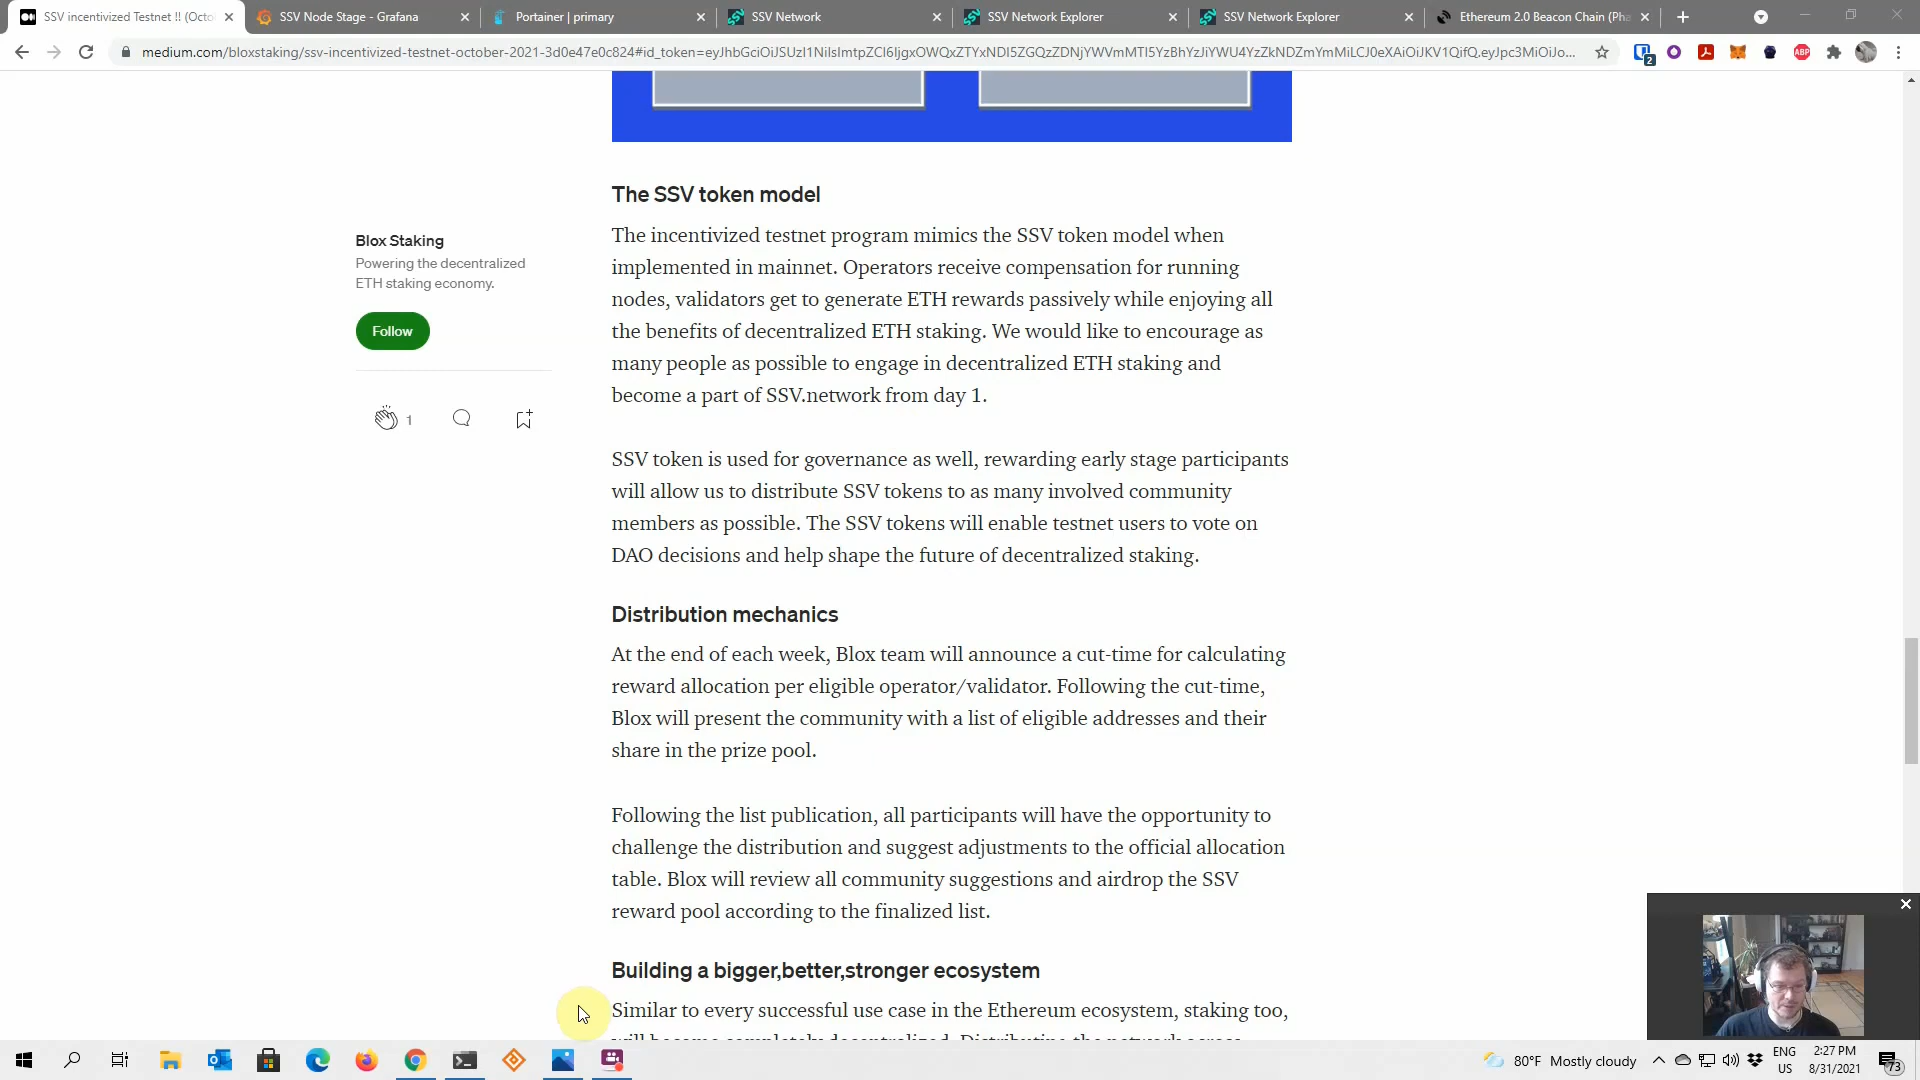 SSV incentivized Testnet !! (Octo
SSV Node Stage - Grafana
Portainer | primary
SSV Network
SSV Network Explorer
SSV Network Explorer
Ethereum 2.0 Beacon Chain (Pha
medium.com/bloxstaking/ssv-incentivized-testnet-october-2021-3d0e47e0c824#id_token=
2
ABP
The SSV token model
The incentivized testnet program mimics the SSV token model when
implemented in mainnet. Operators receive compensation for running
nodes, validators get to generate ETH rewards passively while enjoying all
the benefits of decentralized ETH staking. We would like to encourage as
many people as possible to engage in decentralized ETH staking and
become a part of SSV.network from day 1.
Blox Staking
Powering the decentralized
ETH staking economy.
Follow
1
SSV token is used for governance as well, rewarding early stage participants
will allow us to distribute SSV tokens to as many involved community
members as possible. The SSV tokens will enable testnet users to vote on
DAO decisions and help shape the future of decentralized staking.
Distribution mechanics
At the end of each week, Blox team will announce a cut-time for calculating
reward allocation per eligible operator/validator. Following the cut-time,
Blox will present the community with a list of eligible addresses and their
share in the prize pool.
Following the list publication, all participants will have the opportunity to
challenge the distribution and suggest adjustments to the official allocation
table. Blox will review all community suggestions and airdrop the SSV
reward pool according to the finalized list.
Building a bigger,better,stronger ecosystem
Similar to every successful use case in the Ethereum ecosystem, staking too,
will become completely decentralized. Distributing the network across
80°F Mostly cloudy
ENG
US
2:27 PM
8/31/2021
73